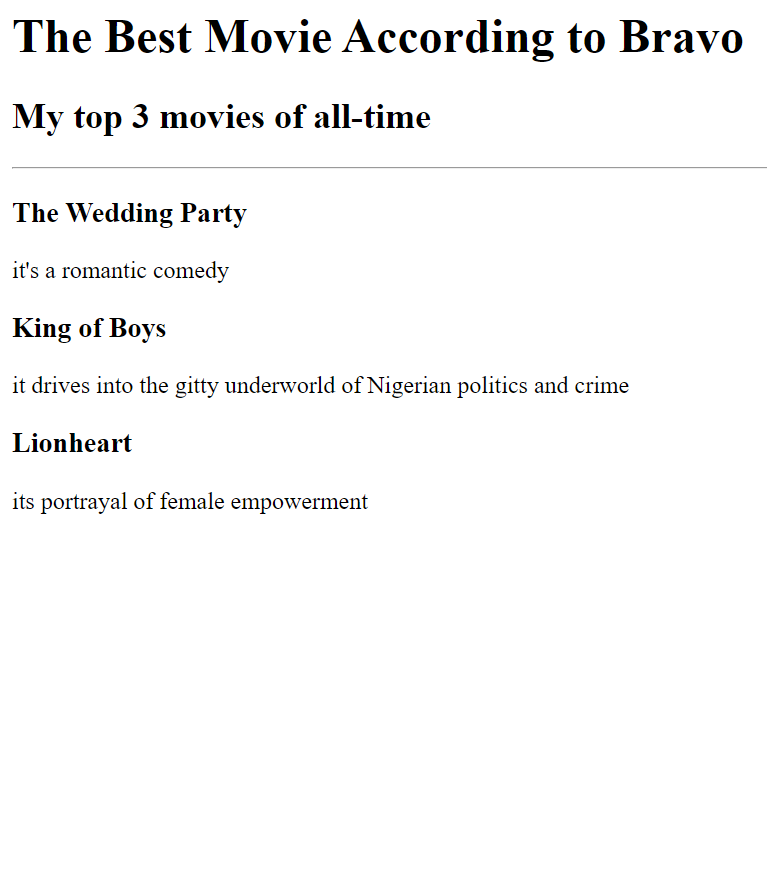 The Best Movie According to Bravo
My top 3 movies of all-time
The Wedding Party
it's a romantic comedy
King of Boys
it drives into the gitty underworld of Nigerian politics and crime
Lionheart
its portrayal of female empowerment